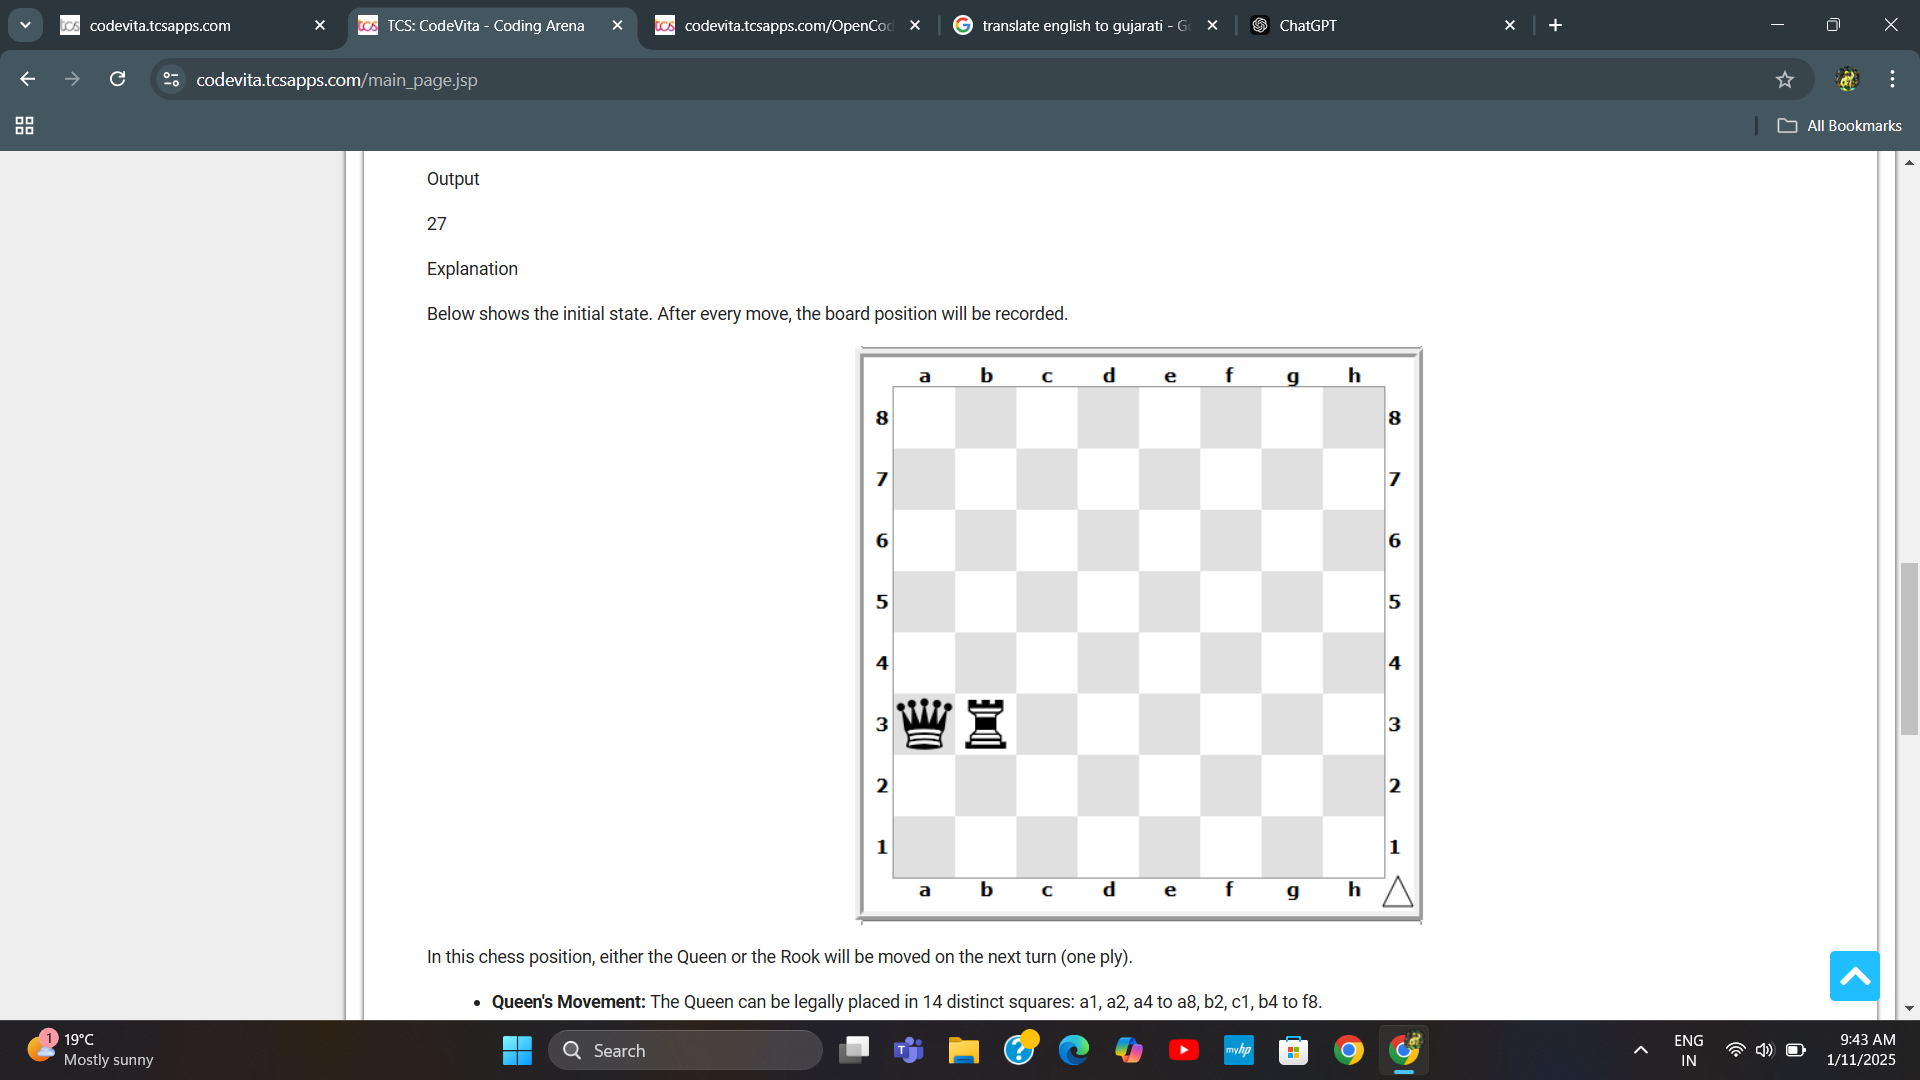 codevita.tcsapps.com
TCS: CodeVita - Coding Arena
codevita.tcsapps.com/OpenCod
translate english to gujarati - Go
ChatGPT
codevita.tcsapps.com/main_page.jsp
All Bookmarks
Output
27
Explanation
Below shows the initial state. After every move, the board position will be recorded.
a b c d e f g h
8 8
7 7
6 6
5 5
4 4
3 3
2 2
1 1
a b c d e f g h
In this chess position, either the Queen or the Rook will be moved on the next turn (one ply).
• Queen's Movement: The Queen can be legally placed in 14 distinct squares: a1, a2, a4 to a8, b2, c1, b4 to f8.
1
19°C
Mostly sunny
Search
myhp
ENG
IN
9:43 AM
1/11/2025